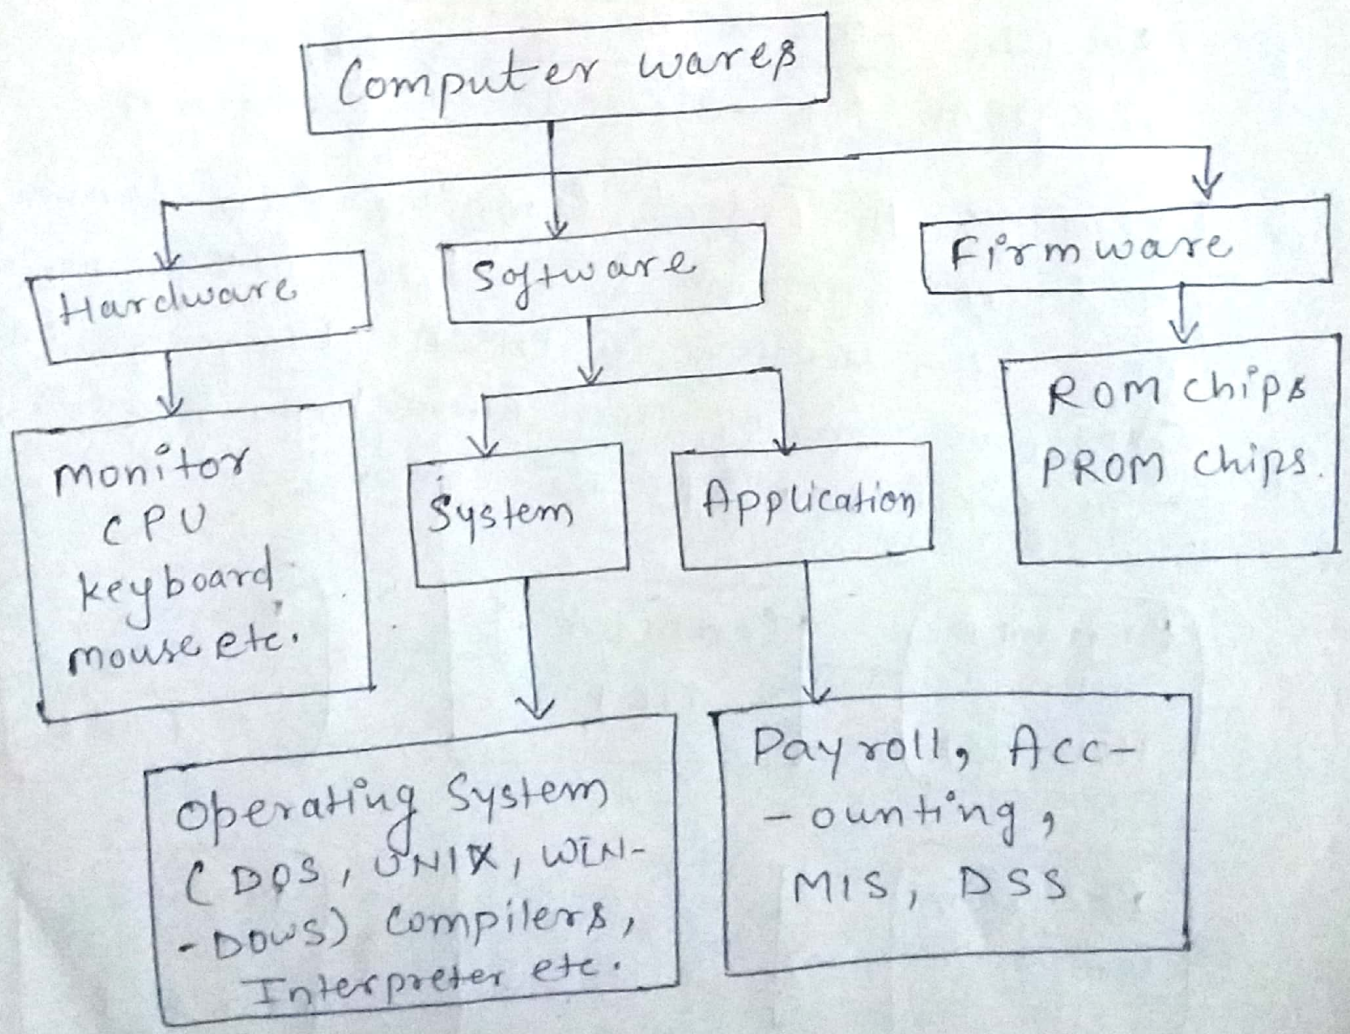 Computer wares
Hardware
Software
Firmware
Monitor
CPU
keyboard
mouse etc.
System
Application
ROM chips
PROM chips.
Operating System
(DOS, UNIX, WIN-
-DOWS) Compilers,
Interpreter etc.
Payroll, Acc-
-ounting,
MIS, DSS